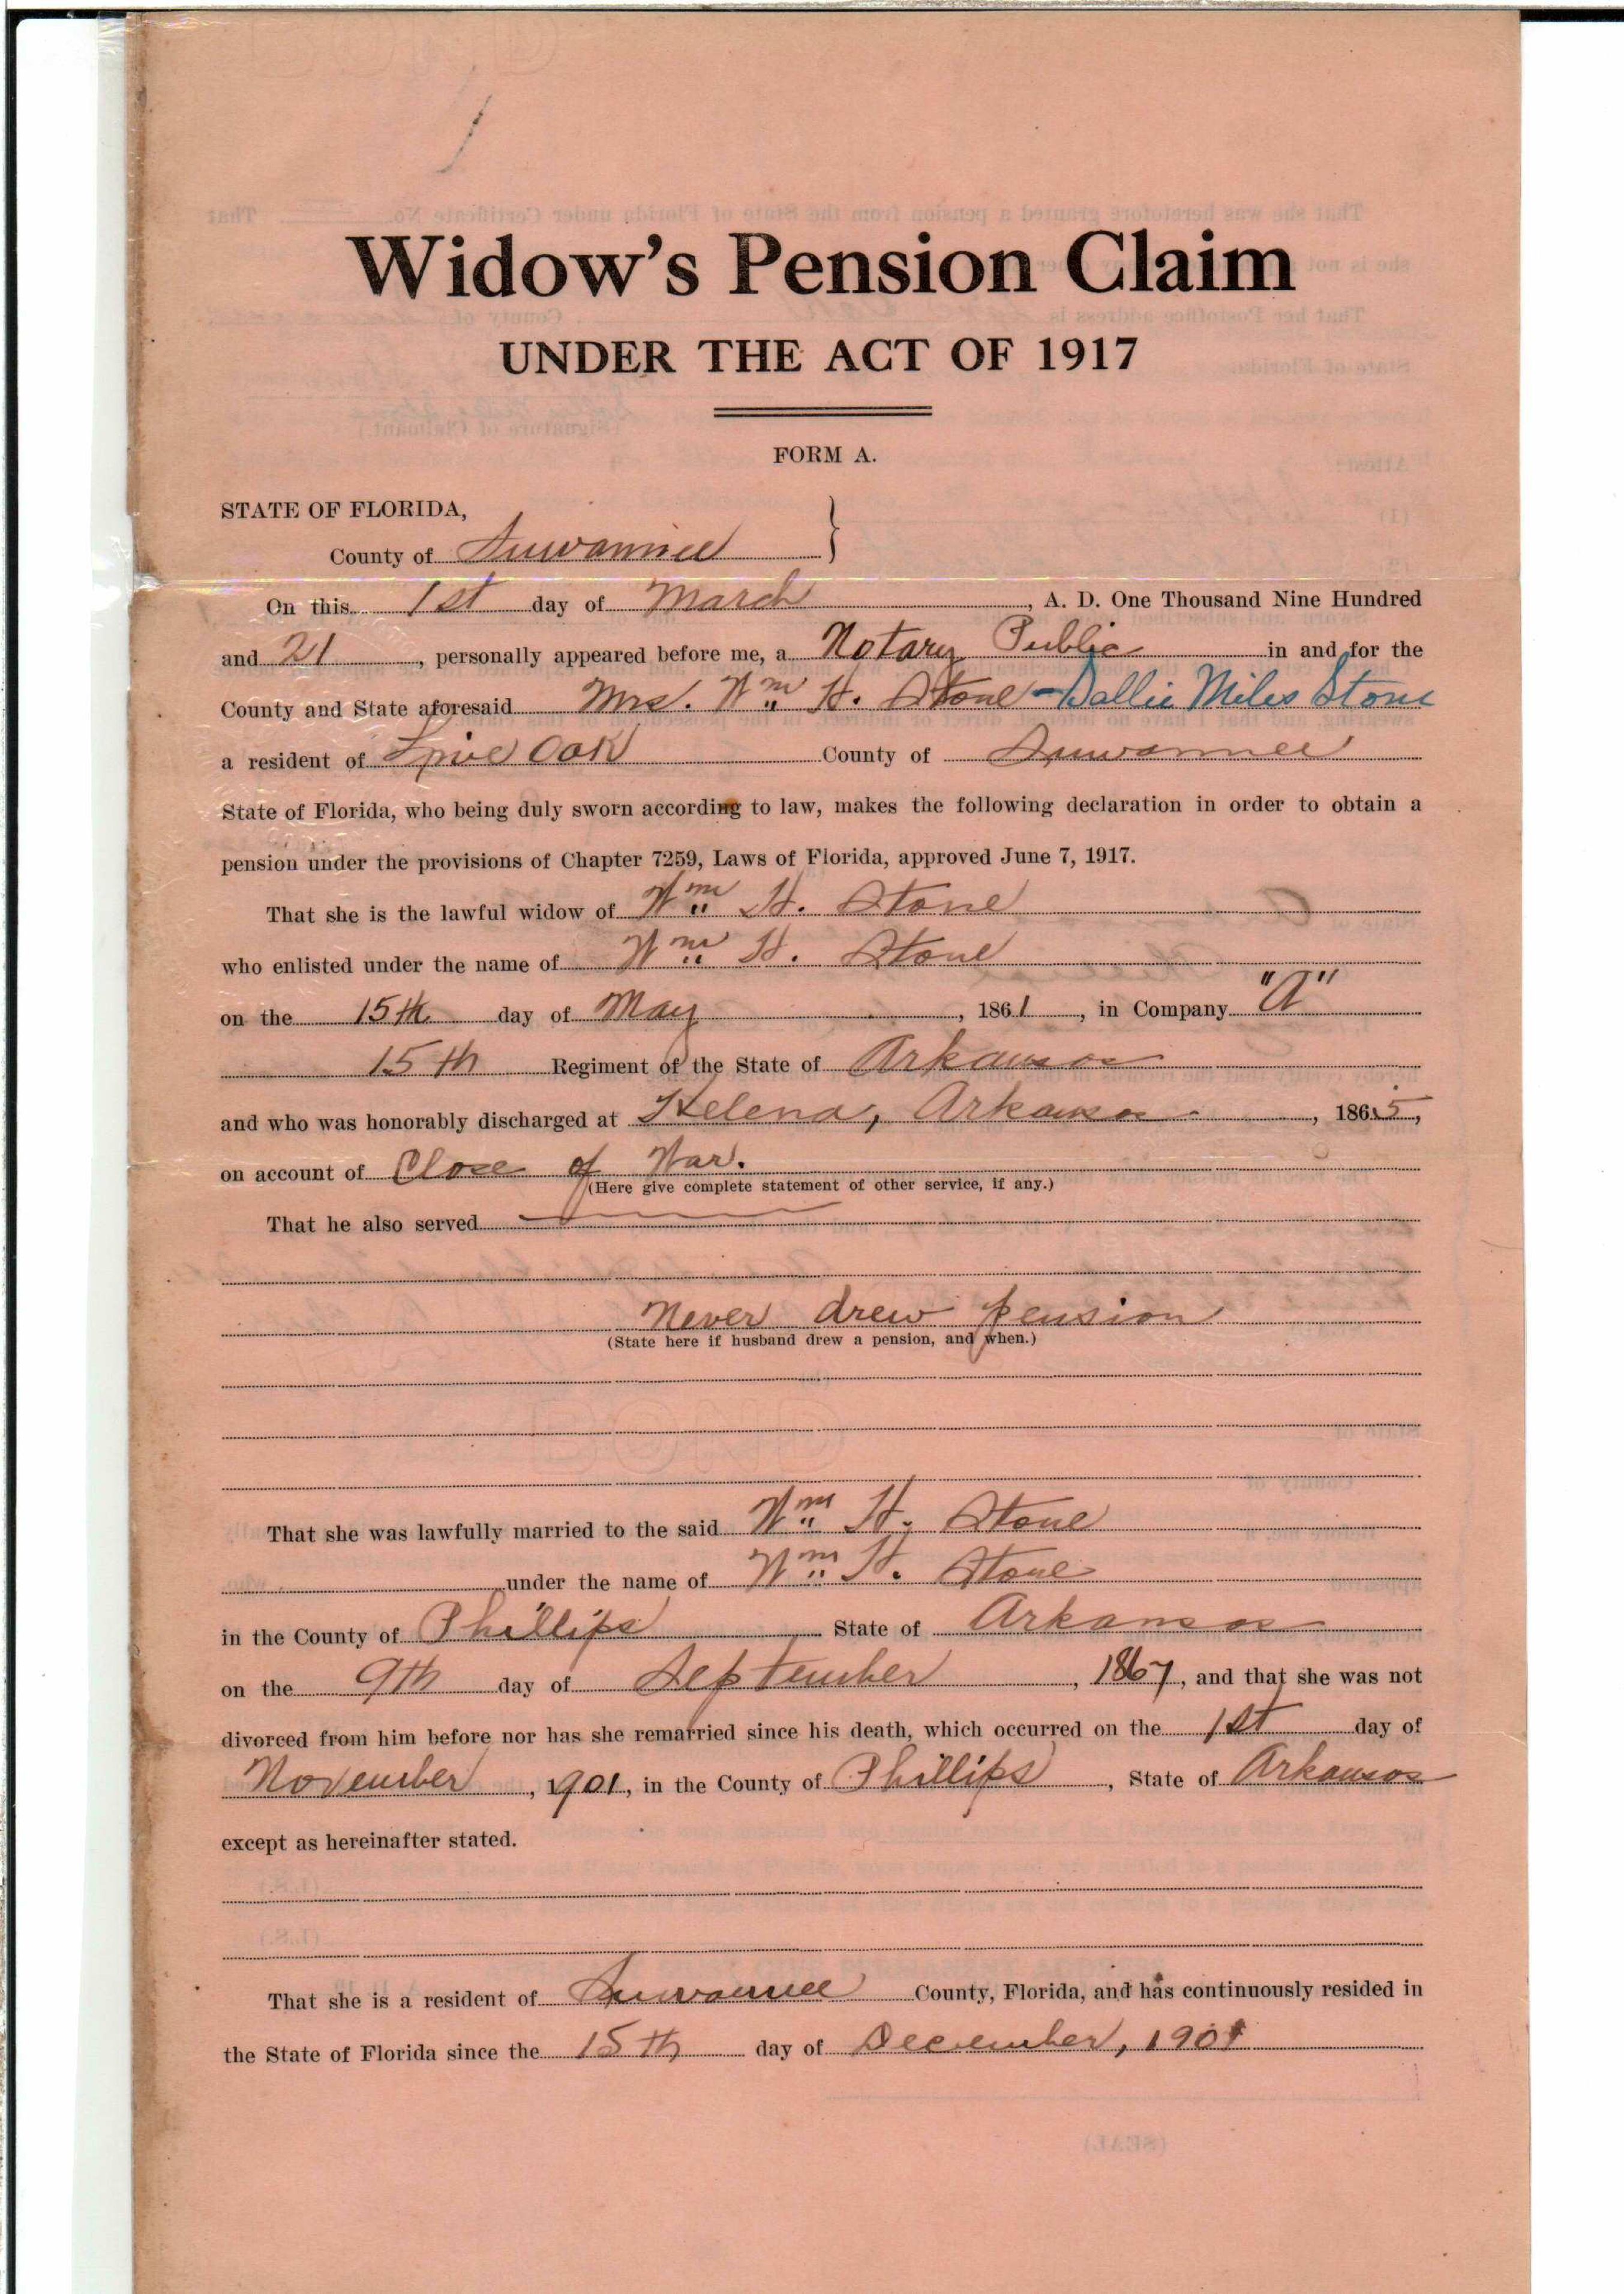 Widow's Pension Claim
UNDER THE ACT OF 1917
FORM A.
STATE OF FLORIDA,
County of Suwannee }
On this 1st day of March, A. D. One Thousand Nine Hundred
and 21, personally appeared before me, a Notary Public in and for the
County and State aforesaid Mrs. Wm H. Stone - Dallie Miles Stone
a resident of Live Oak County of Suwannee
State of Florida, who being duly sworn according to law, makes the following declaration in order to obtain a
pension under the provisions of Chapter 7259, Laws of Florida, approved June 7, 1917.
That she is the lawful widow of Wm H. Stone
who enlisted under the name of Wm H. Stone
on the 15th day of May, 1861, in Company "A"
15th Regiment of the State of Arkansas
and who was honorably discharged at Helena, Arkansas, 1865,
on account of Close of War.
(Here give complete statement of other service, if any.)
That he also served
Never drew pension
(State here if husband drew a pension, and when.)
That she was lawfully married to the said Wm H. Stone
under the name of Wm H. Stone
in the County of Phillips State of Arkansas
on the 9th day of September, 1867, and that she was not
divorced from him before nor has she remarried since his death, which occurred on the 1st day of
November, 1901, in the County of Phillips, State of Arkansas
except as hereinafter stated.
That she is a resident of Suwannee County, Florida, and has continuously resided in
the State of Florida since the 15th day of December, 1901